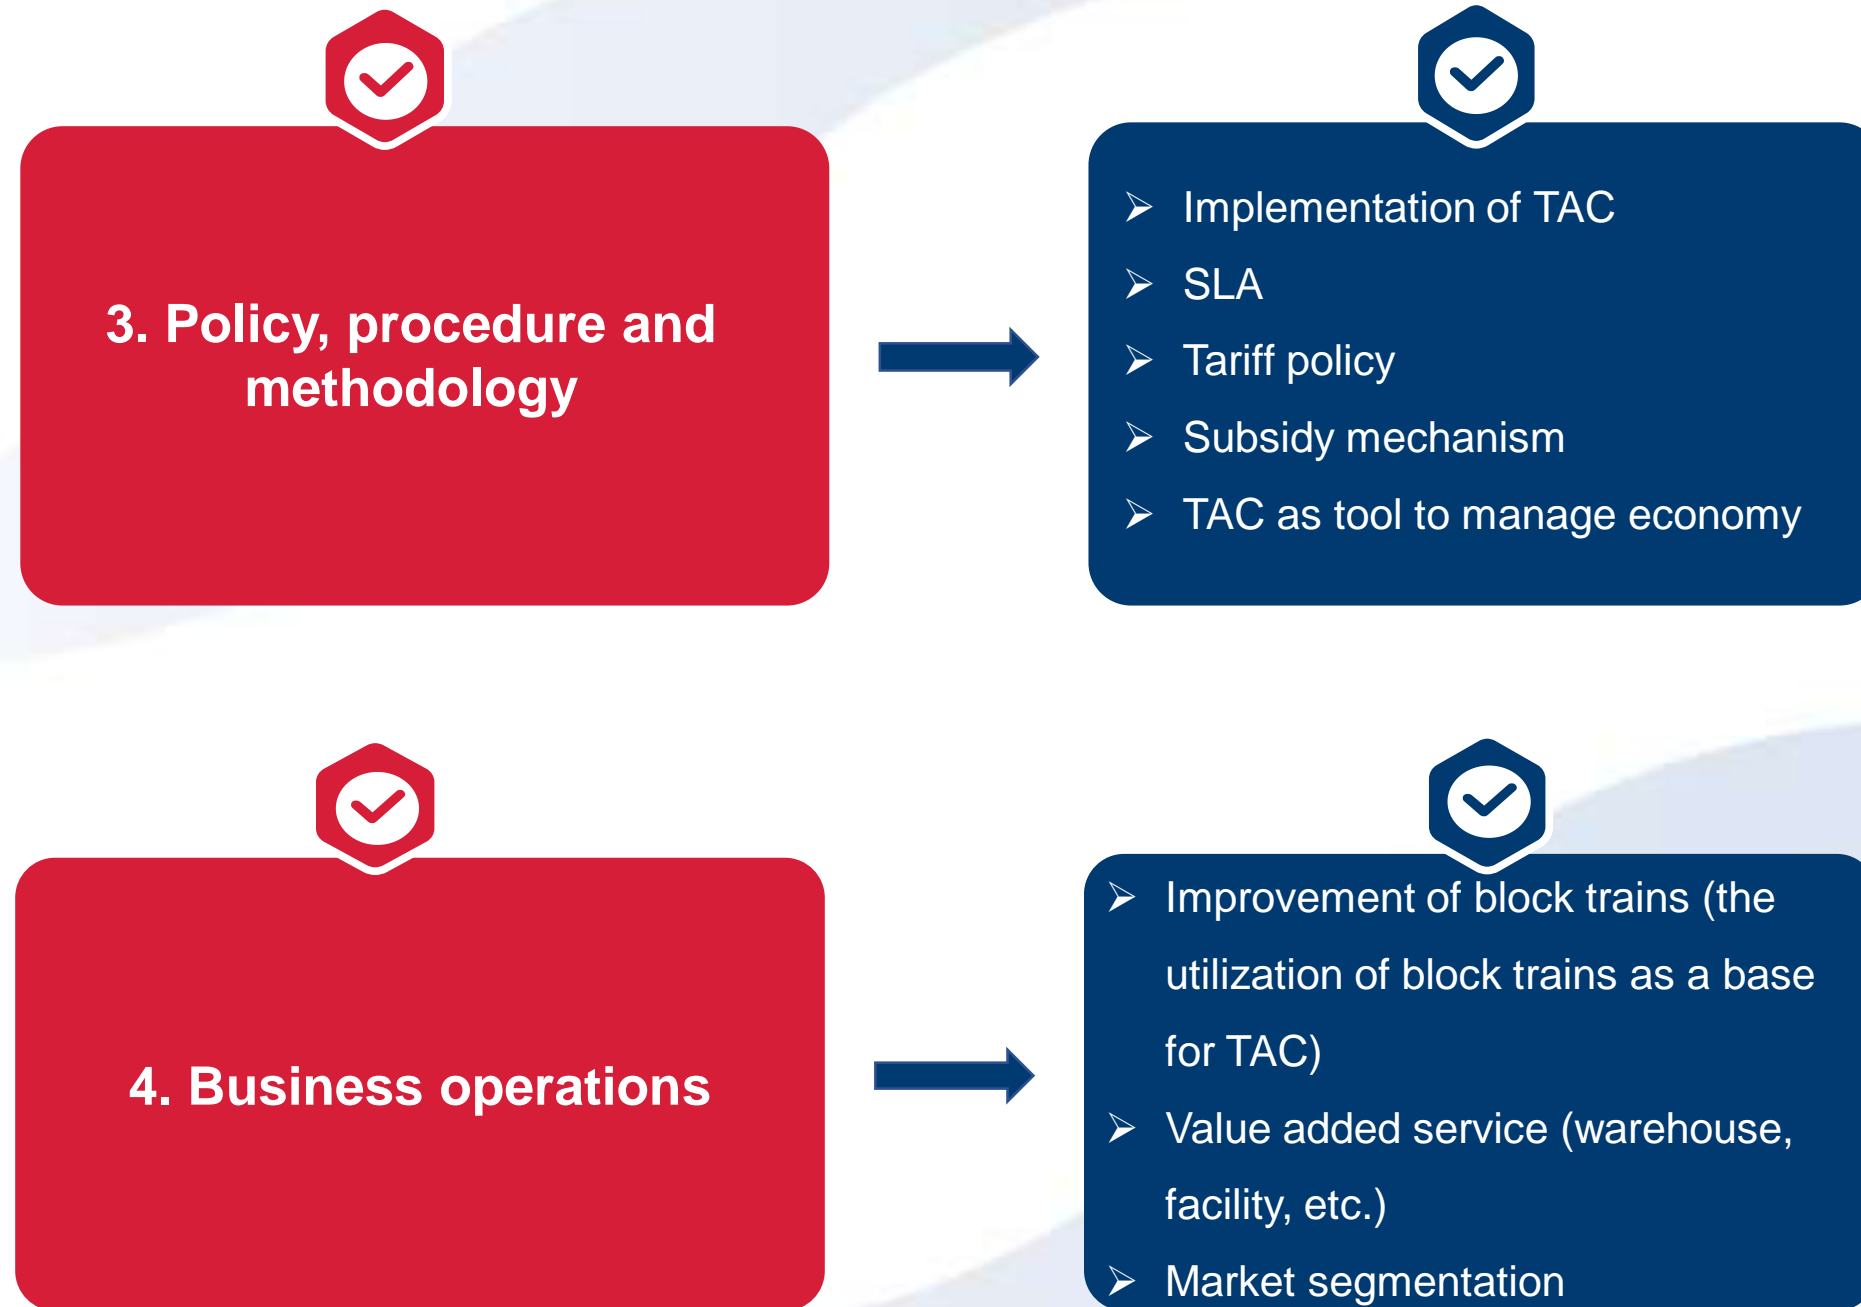 3. Policy, procedure and
methodology
➢ Implementation of TAC
➢ SLA
➢ Tariff policy
➢ Subsidy mechanism
➢ TAC as tool to manage economy
4. Business operations
➢ Improvement of block trains (the
utilization of block trains as a base
for TAC)
➢ Value added service (warehouse,
facility, etc.)
➢ Market segmentation